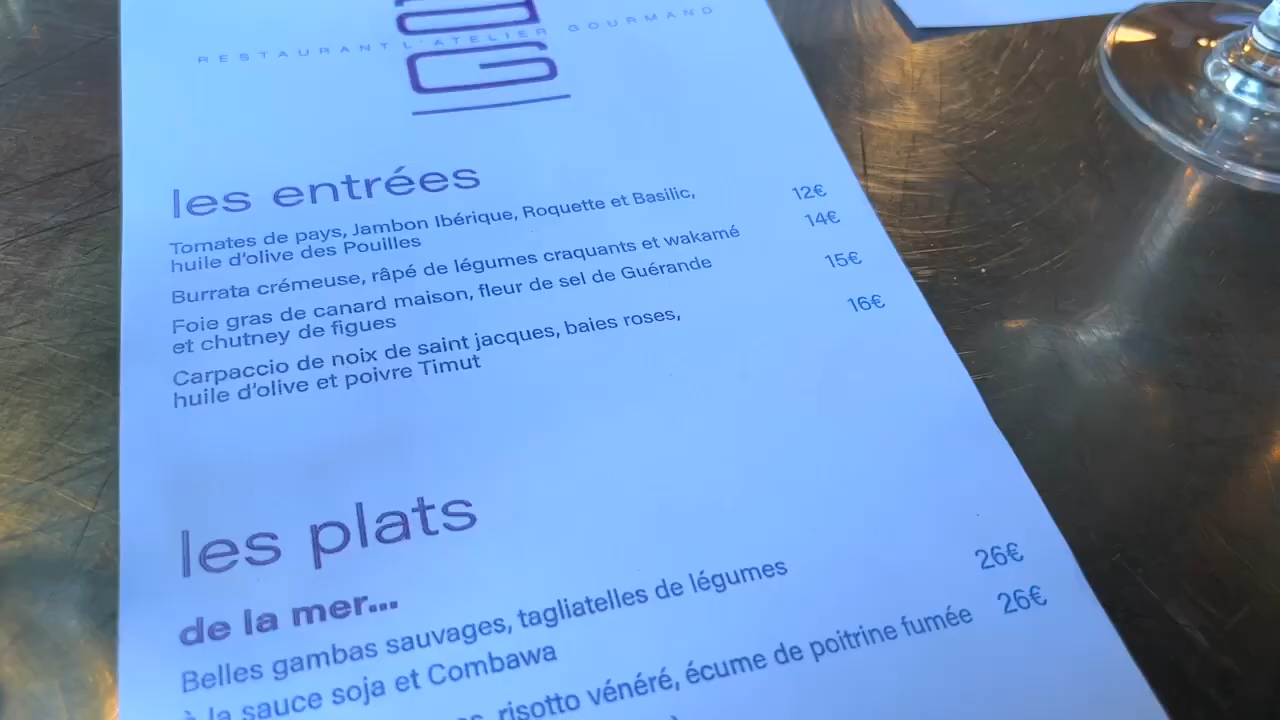 RESTAURANT L'ATELIER GOURMAND
G
les entrées
Tomates de pays, Jambon Ibérique, Roquette et Basilic, 12€
huile d'olive des Pouilles
Burrata crémeuse, râpé de légumes craquants et wakamé 14€
Foie gras de canard maison, fleur de sel de Guérande 15€
et chutney de figues
Carpaccio de noix de saint jacques, baies roses, 16€
huile d'olive et poivre Timut
les plats
de la mer...
Belles gambas sauvages, tagliatelles de légumes 26€
à la sauce soja et Combawa
risotto vénéré, écume de poitrine fumée 26€